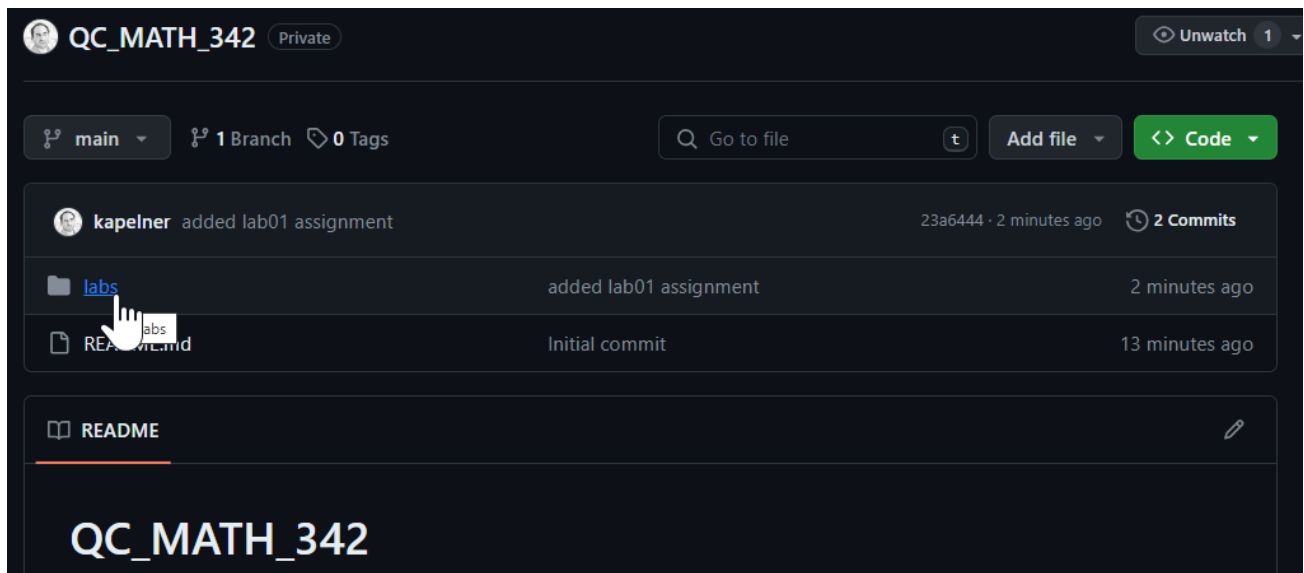 QC_MATH_342 Private Unwatch 1
main 1 Branch 0 Tags Go to file t Add file Code
kapelner added lab01 assignment 23a6444 · 2 minutes ago 2 Commits
labs added lab01 assignment 2 minutes ago
abs
Initial commit 13 minutes ago
README
QC_MATH_342